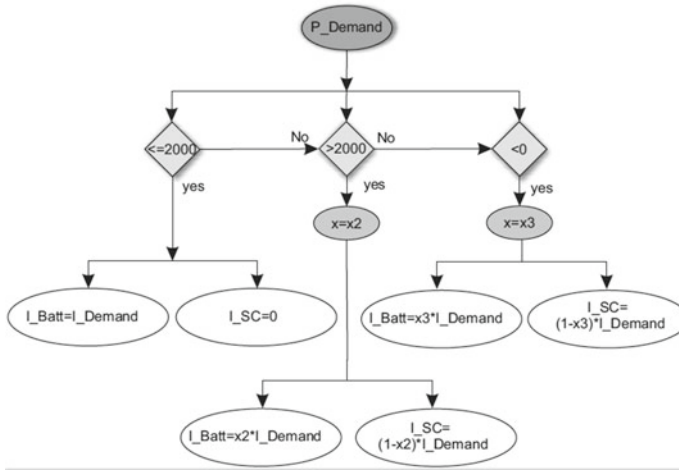 P_Demand
<=2000
No
>2000
No
<0
yes
yes
yes
x=x2
x=x3
I_Batt=I_Demand
I_SC=0
I_Batt=x3*I_Demand
I_SC=
(1-x3)*I_Demand
I_Batt=x2*I_Demand
I_SC=
(1-x2)*I_Demand